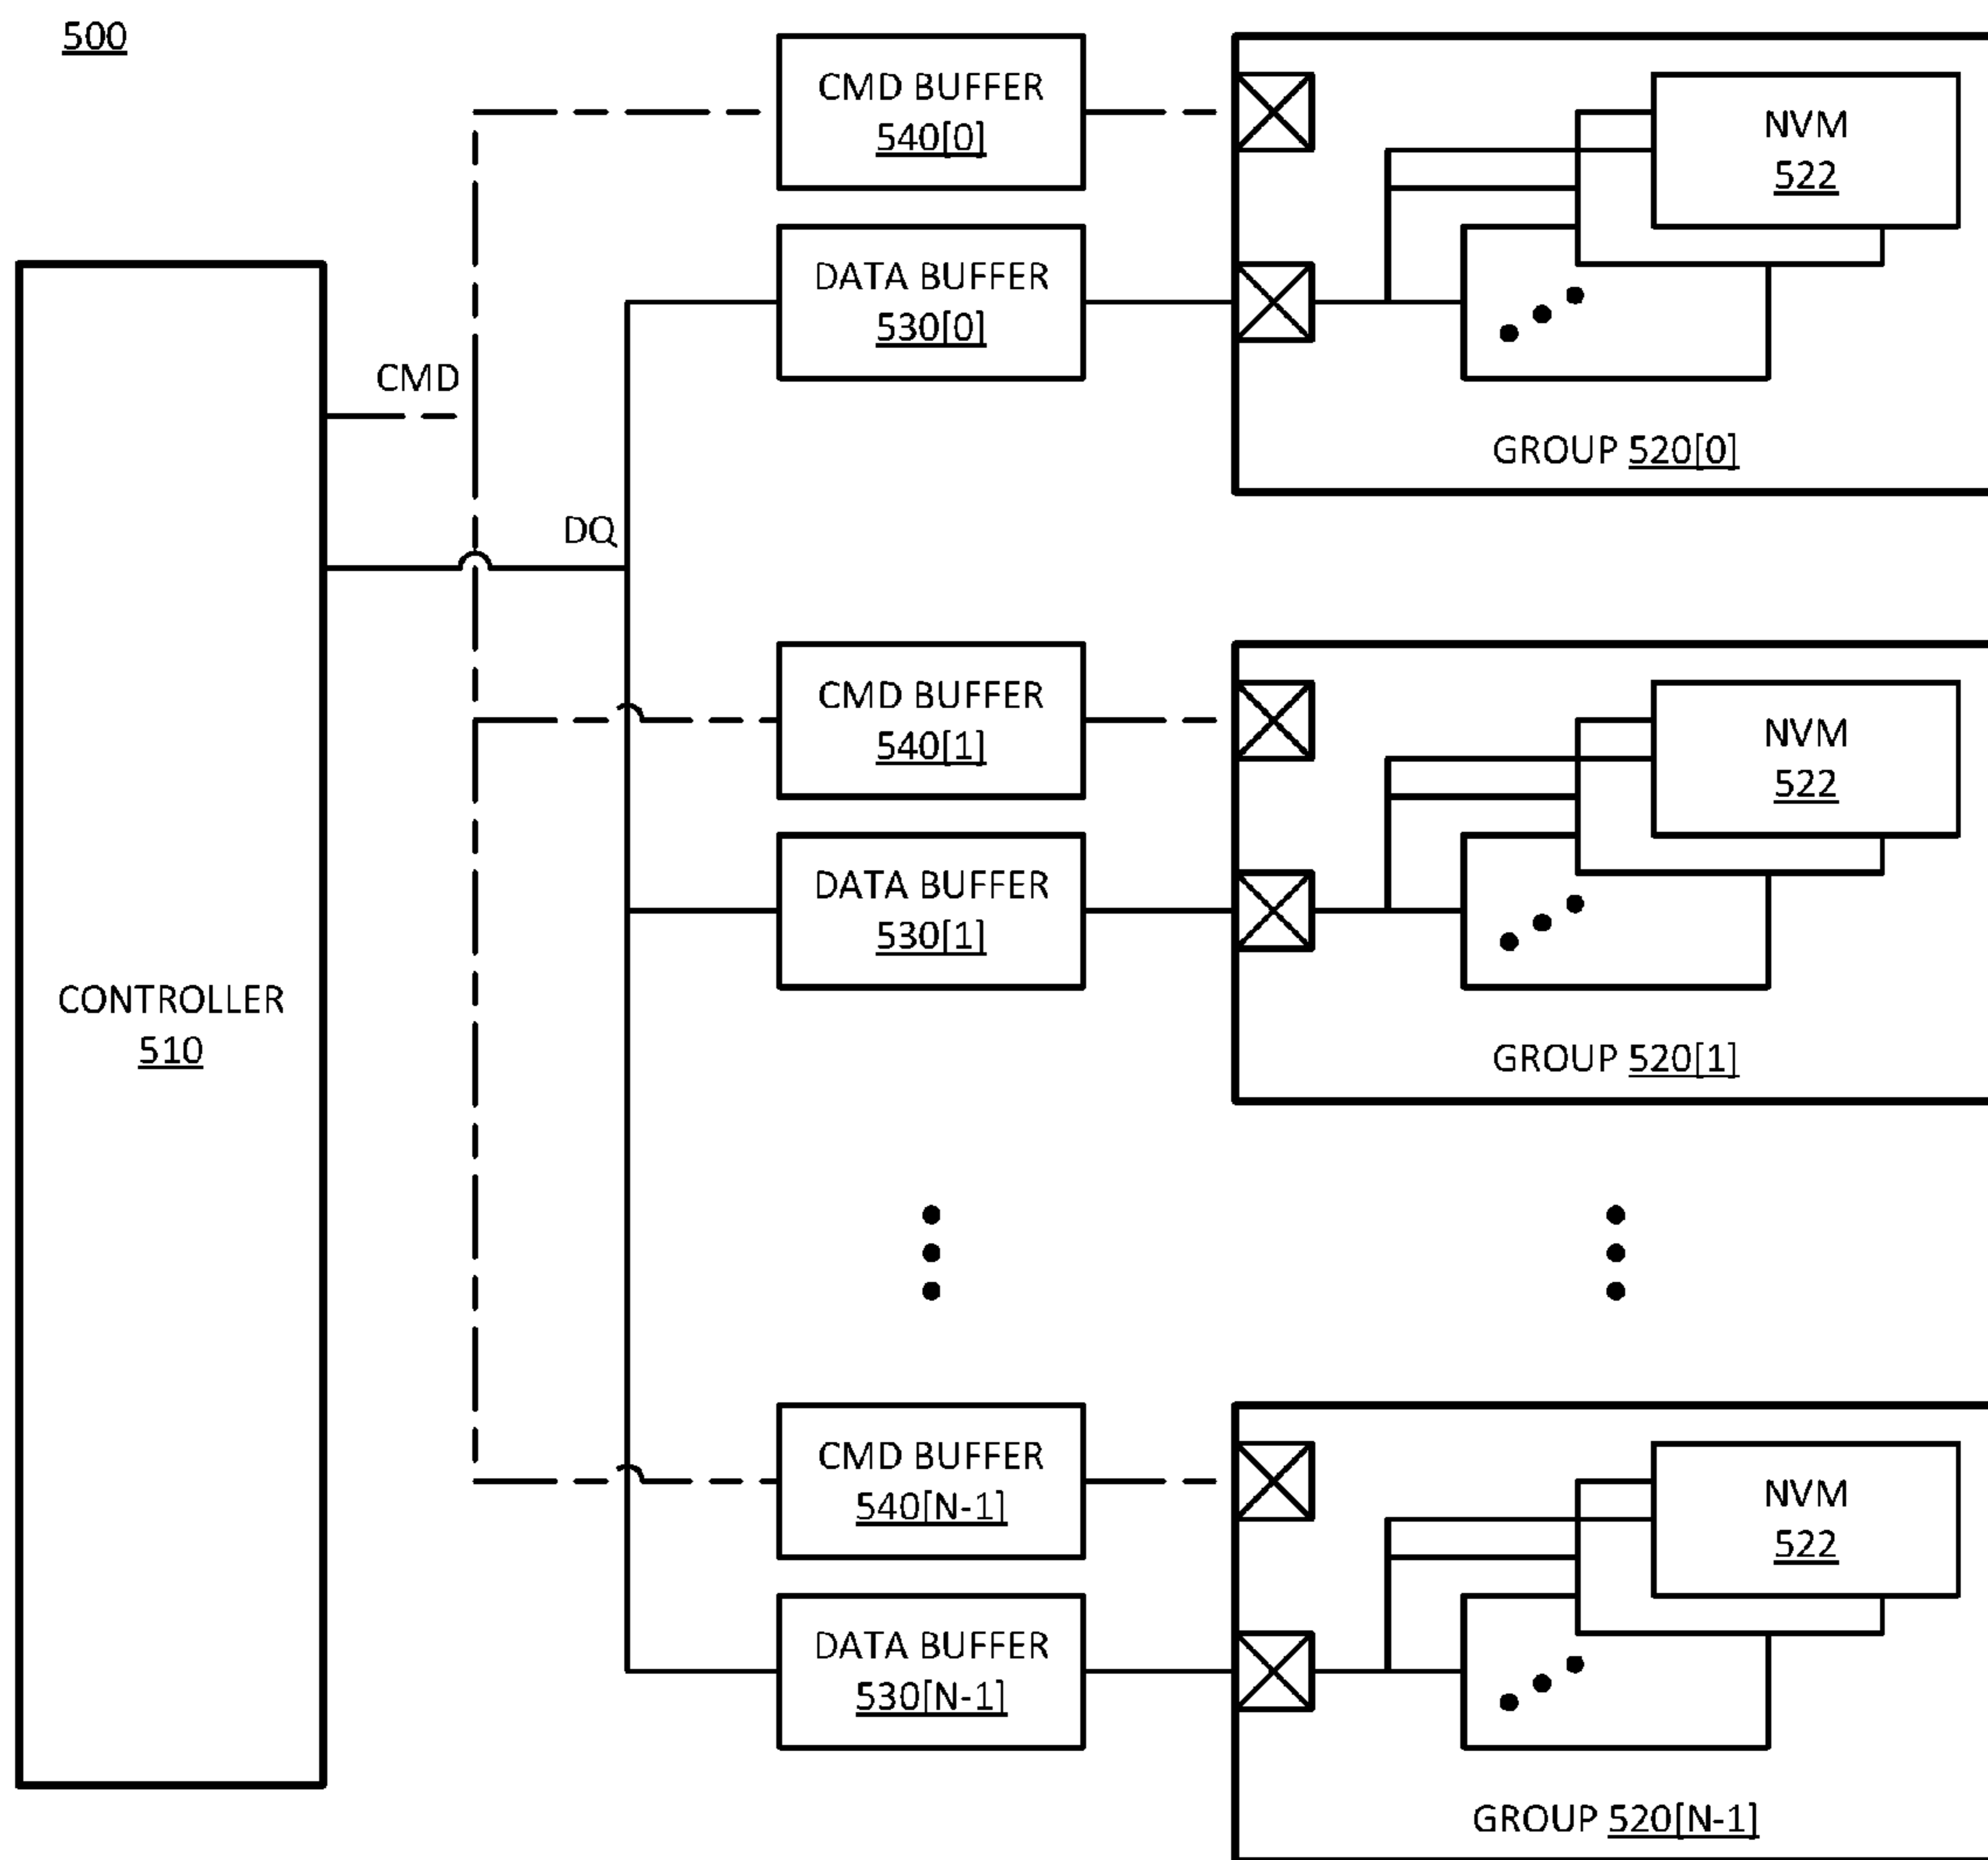 500
CMD BUFFER
540[0]
NVM
522
DATA BUFFER
530[0]
CMD
GROUP 520[0]
DQ
CMD BUFFER
540[1]
NVM
522
DATA BUFFER
530[1]
CONTROLLER
510
GROUP 520[1]
CMD BUFFER
540[N-1]
NVM
522
DATA BUFFER
530[N-1]
GROUP 520[N-1]